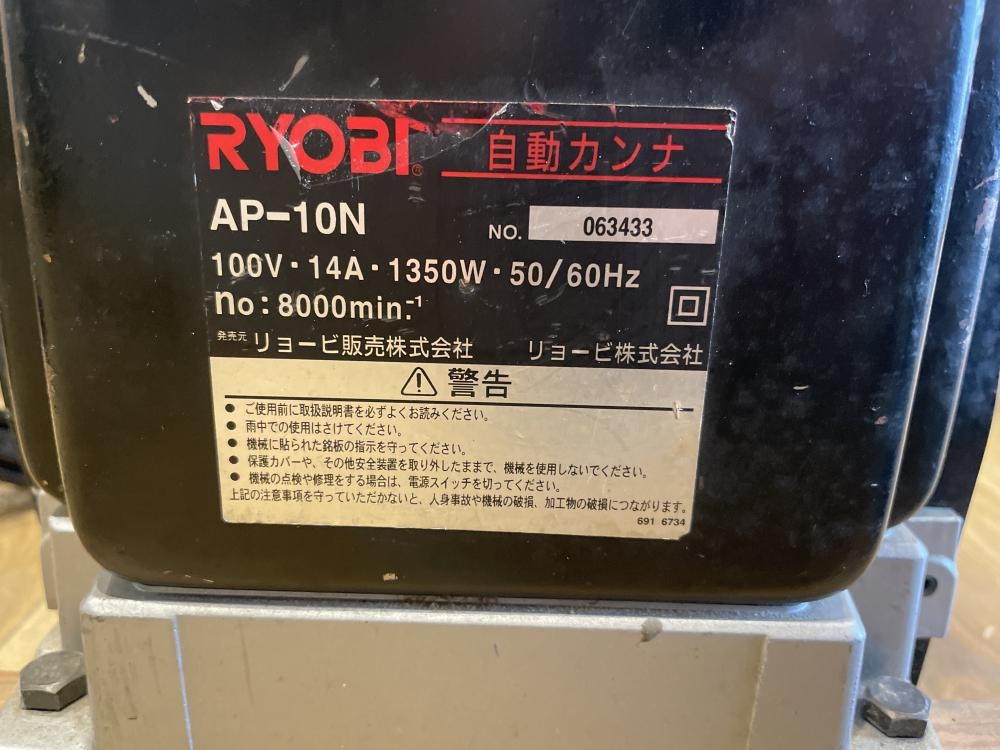 RYOBI® 自動カンナ
AP-10N NO. 063433
100V・14A・1350W・50/60Hz
no: 8000min.⁻¹
発売元 リョービ販売株式会社 リョービ株式会社
⚠ 警告
● ご使用前に取扱説明書を必ずよくお読みください。
● 雨中での使用はさけてください。
● 機械に貼られた銘板の指示を守ってください。
● 保護カバーや、その他安全装置を取り外したままで、機械を使用しないでください。
● 機械の点検や修理をする場合は、電源スイッチを切ってください。
上記の注意事項を守っていただかないと、人身事故や機械の破損、加工物の破損につながります。
691 6734